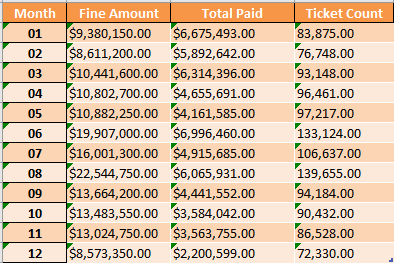 Month Fine Amount Total Paid Ticket Count
01 $9,380,150.00 $6,675,493.00 83,875.00
02 $8,611,200.00 $5,892,642.00 76,748.00
03 $10,441,600.00 $6,314,396.00 93,148.00
04 $10,802,700.00 $4,655,691.00 96,461.00
05 $10,882,250.00 $4,161,585.00 97,217.00
06 $19,907,000.00 $6,996,460.00 133,124.00
07 $16,001,300.00 $4,915,685.00 106,637.00
08 $22,544,750.00 $6,065,931.00 139,655.00
09 $13,664,200.00 $4,441,552.00 94,184.00
10 $13,483,550.00 $3,584,042.00 90,432.00
11 $13,024,750.00 $3,563,755.00 86,528.00
12 $8,573,350.00 $2,200,599.00 72,330.00